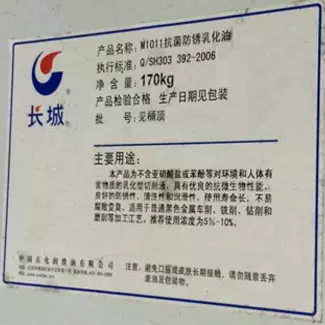 长城
产品名称: M1011抗菌防锈乳化油
执行标准: Q/SH303 392-2006
净 含 量: 170kg
产品检验合格 生产日期见包装
批 号: 见桶顶
主要用途:
本产品为不含亚硝酸盐或苯酚等对环境和人体有
害物质的乳化型切削液, 具有优良的抗微生物性能,
良好的防锈性、清洗性和润滑性, 使用寿命长, 不易
腐败变臭, 适用于普通黑色金属车削、铣削、钻削和
磨削等加工工艺, 推荐使用浓度为5%-10%。
中国石化润滑油有限公司
注意: 避免口服或皮肤长期接触, 请勿随意丢弃
废油及包装物。